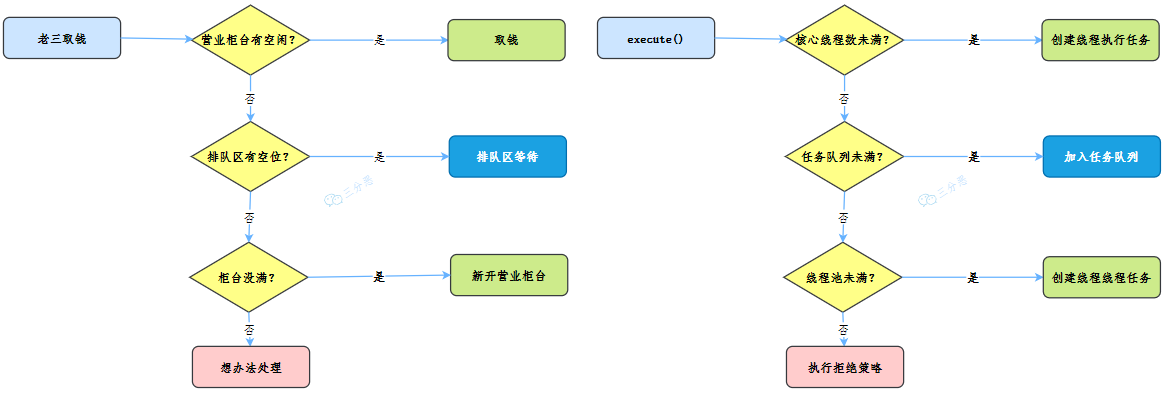 老三取钱
营业柜台有空闲?
是
取钱
否
排队区有空位?
是
排队区等待
三分恶
否
柜台没满?
是
新开营业柜台
否
想办法处理
execute()
核心线程数未满?
是
创建线程执行任务
否
任务队列未满?
是
加入任务队列
三分恶
否
线程池未满?
是
创建线程线程任务
否
执行拒绝策略